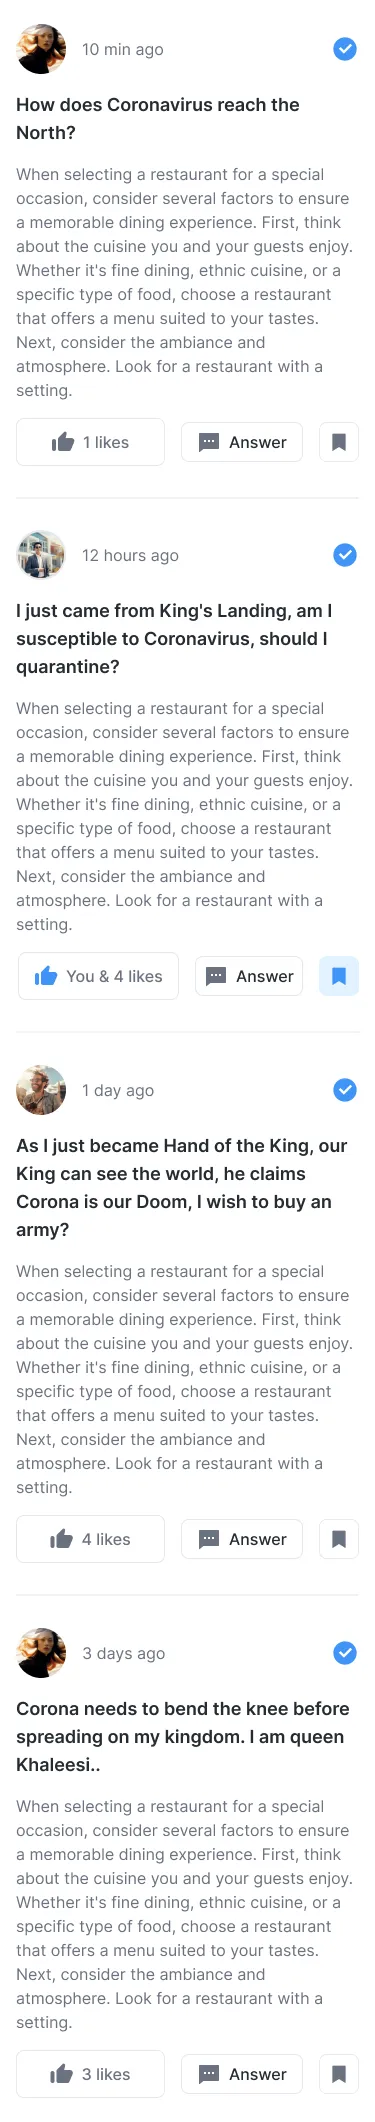 10 min ago
How does Coronavirus reach the
North?
When selecting a restaurant for a special
occasion, consider several factors to ensure
a memorable dining experience. First, think
about the cuisine you and your guests enjoy.
Whether it's fine dining, ethnic cuisine, or a
specific type of food, choose a restaurant
that offers a menu suited to your tastes.
Next, consider the ambiance and
atmosphere. Look for a restaurant with a
setting.
1 likes
Answer
12 hours ago
I just came from King's Landing, am I
susceptible to Coronavirus, should I
quarantine?
When selecting a restaurant for a special
occasion, consider several factors to ensure
a memorable dining experience. First, think
about the cuisine you and your guests enjoy.
Whether it's fine dining, ethnic cuisine, or a
specific type of food, choose a restaurant
that offers a menu suited to your tastes.
Next, consider the ambiance and
atmosphere. Look for a restaurant with a
setting.
You & 4 likes
Answer
1 day ago
As I just became Hand of the King, our
King can see the world, he claims
Corona is our Doom, I wish to buy an
army?
When selecting a restaurant for a special
occasion, consider several factors to ensure
a memorable dining experience. First, think
about the cuisine you and your guests enjoy.
Whether it's fine dining, ethnic cuisine, or a
specific type of food, choose a restaurant
that offers a menu suited to your tastes.
Next, consider the ambiance and
atmosphere. Look for a restaurant with a
setting.
4 likes
Answer
3 days ago
Corona needs to bend the knee before
spreading on my kingdom. I am queen
Khaleesi..
When selecting a restaurant for a special
occasion, consider several factors to ensure
a memorable dining experience. First, think
about the cuisine you and your guests enjoy.
Whether it's fine dining, ethnic cuisine, or a
specific type of food, choose a restaurant
that offers a menu suited to your tastes.
Next, consider the ambiance and
atmosphere. Look for a restaurant with a
setting.
3 likes
Answer